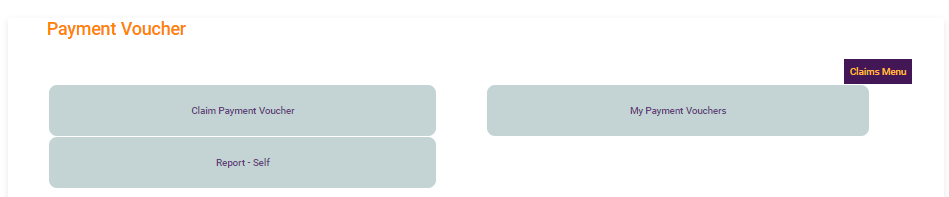 Payment Voucher
Claims Menu
Claim Payment Voucher
My Payment Vouchers
Report - Self